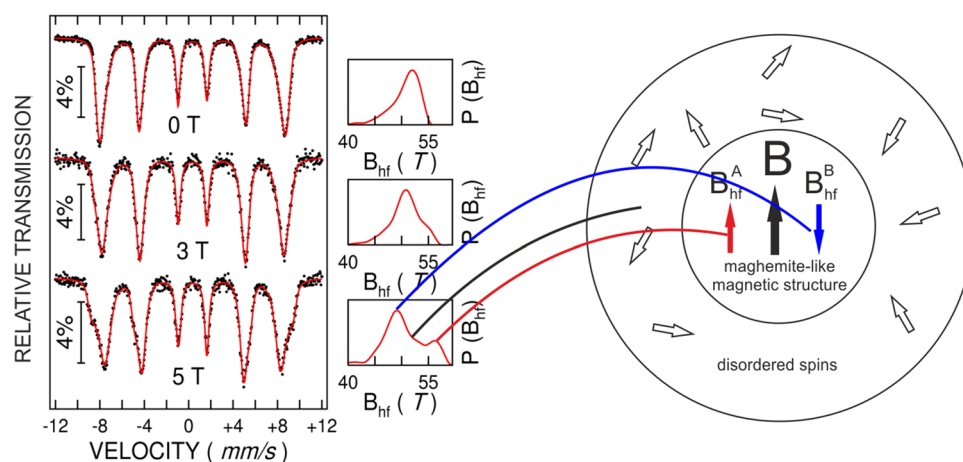 RELATIVE TRANSMISSION
4%
0 T
4%
3 T
4%
5 T
-12 -8 -4 0 +4 +8 +12
VELOCITY ( mm/s )
P (Bhf)
40 55
Bhf ( T )
P (Bhf)
40 55
Bhf ( T )
P (Bhf)
40 55
Bhf ( T )
B
BhfA
BhfB
maghemite-like
magnetic structure
disordered spins